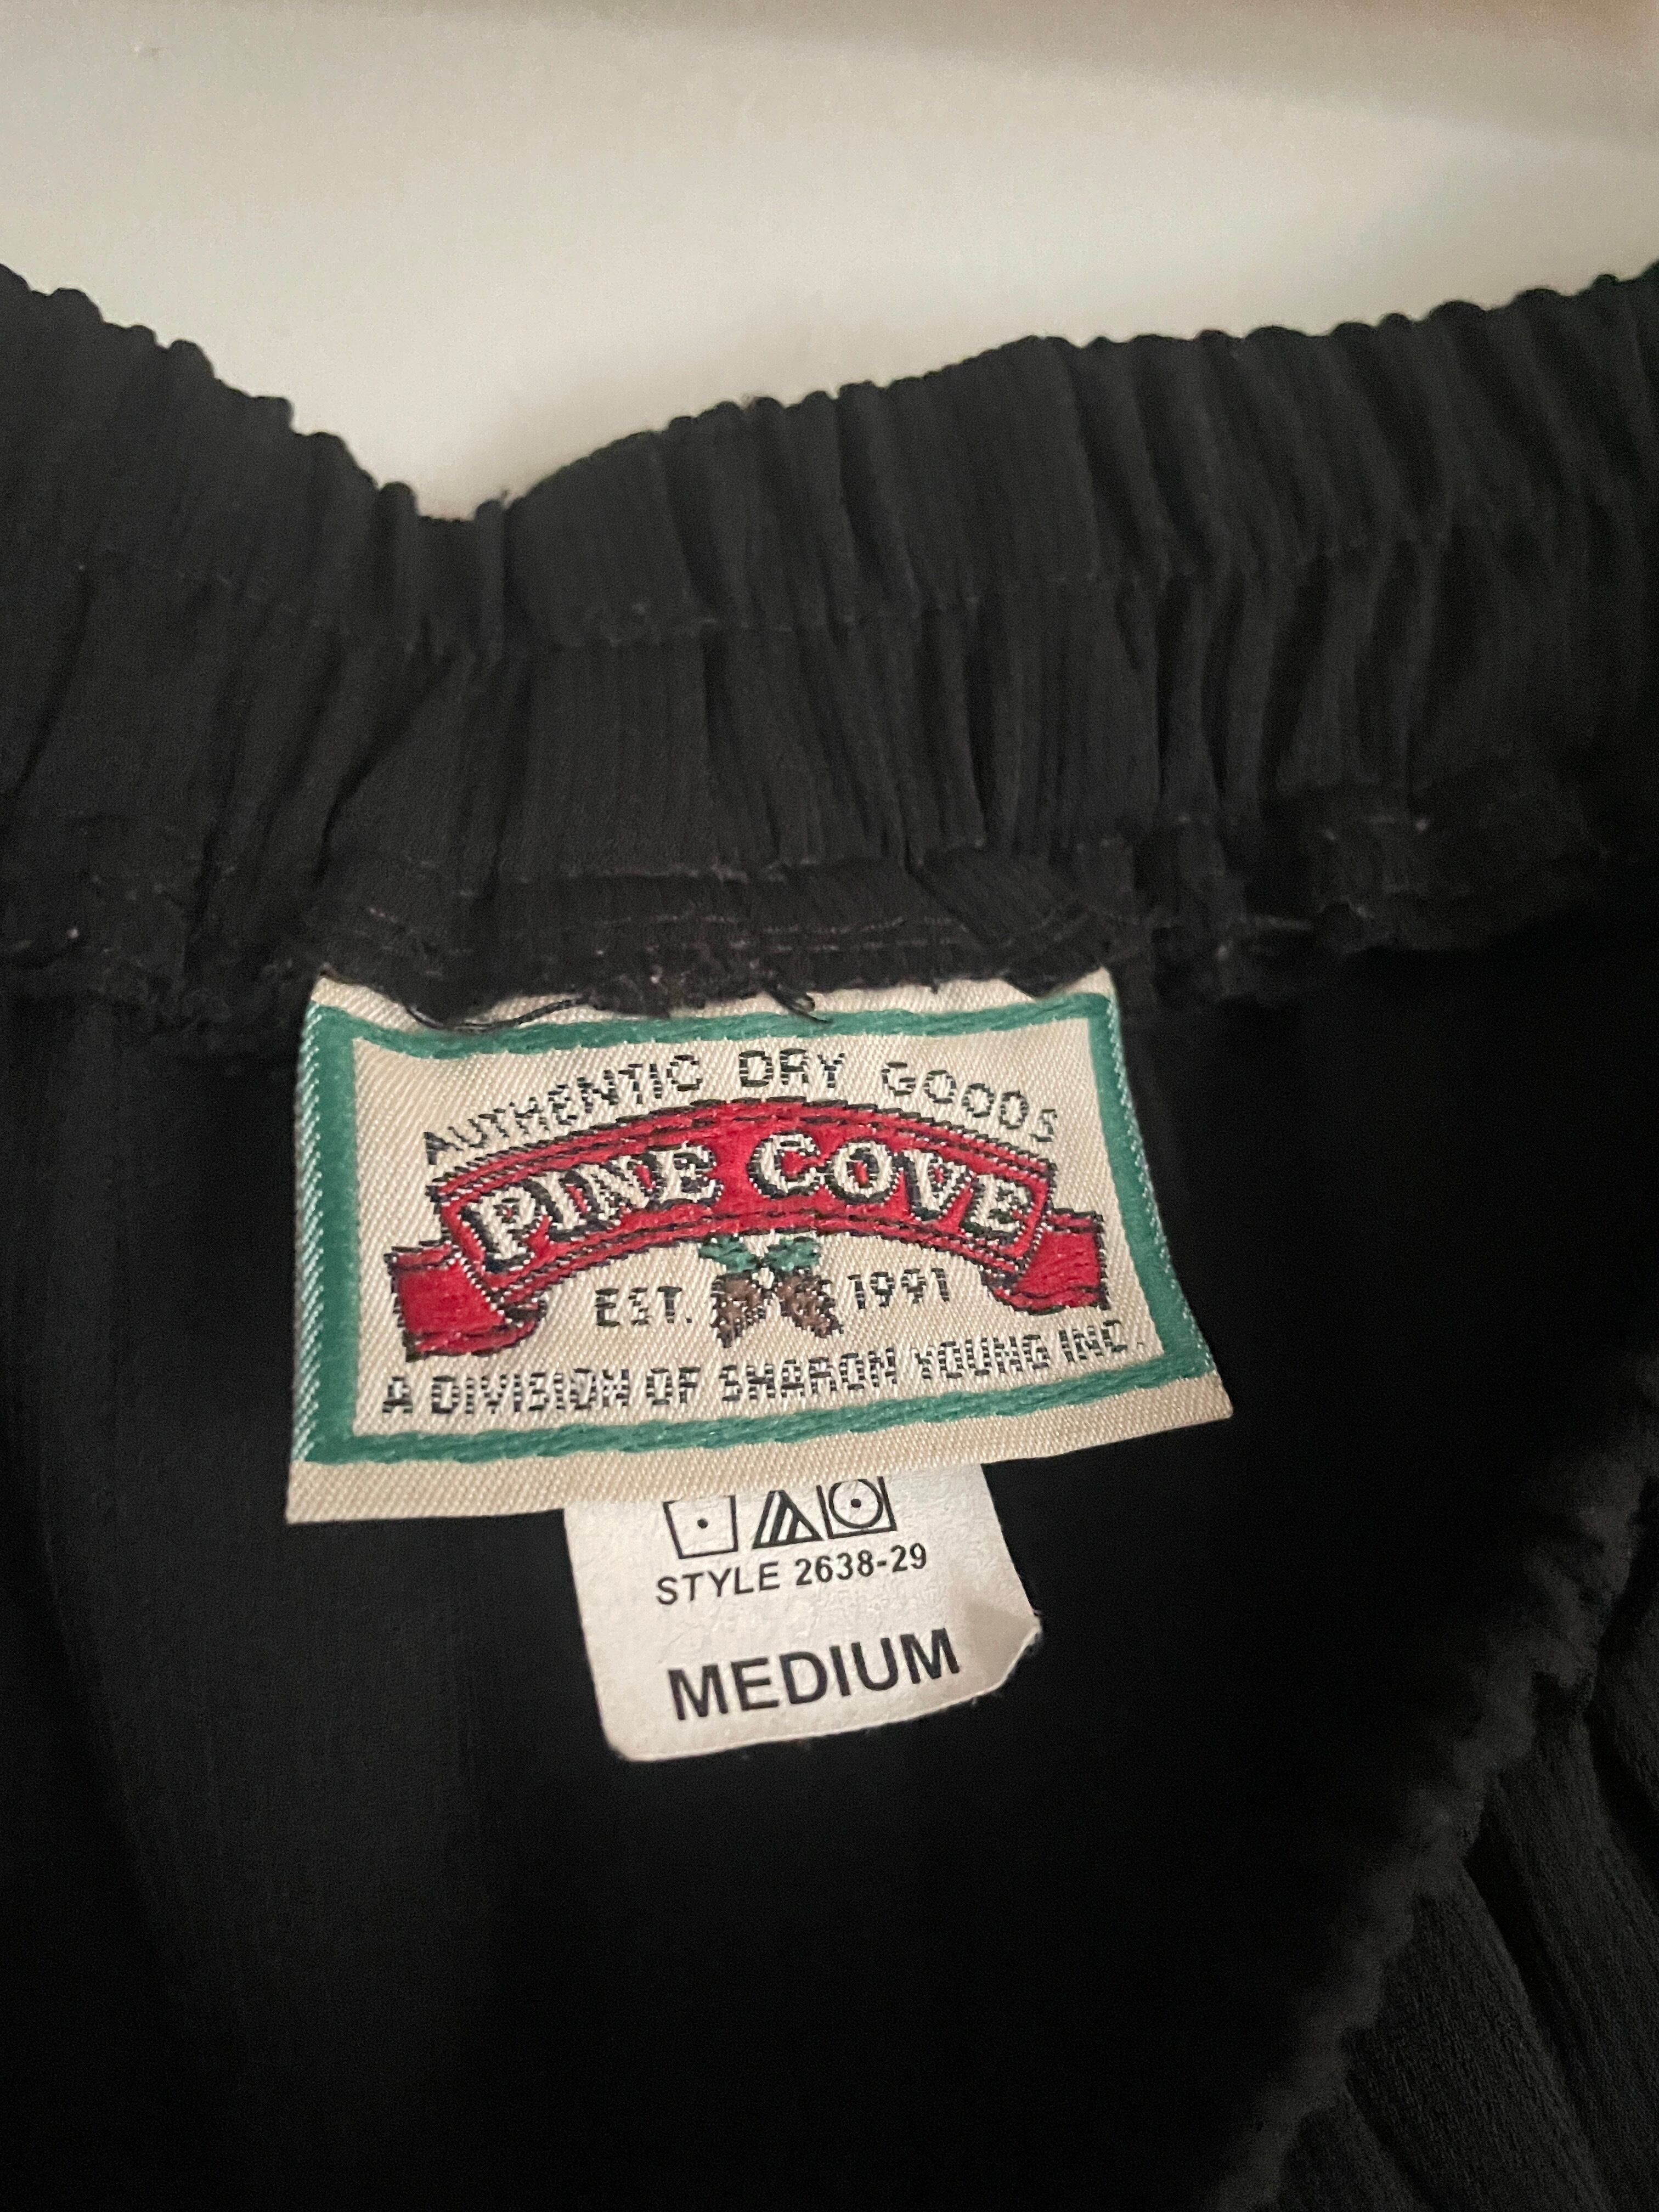 AUTHENTIC DRY GOODS
PINE COVE
EST. 1991
A DIVISION OF SHARON YOUNG INC.
STYLE 2638-29
MEDIUM